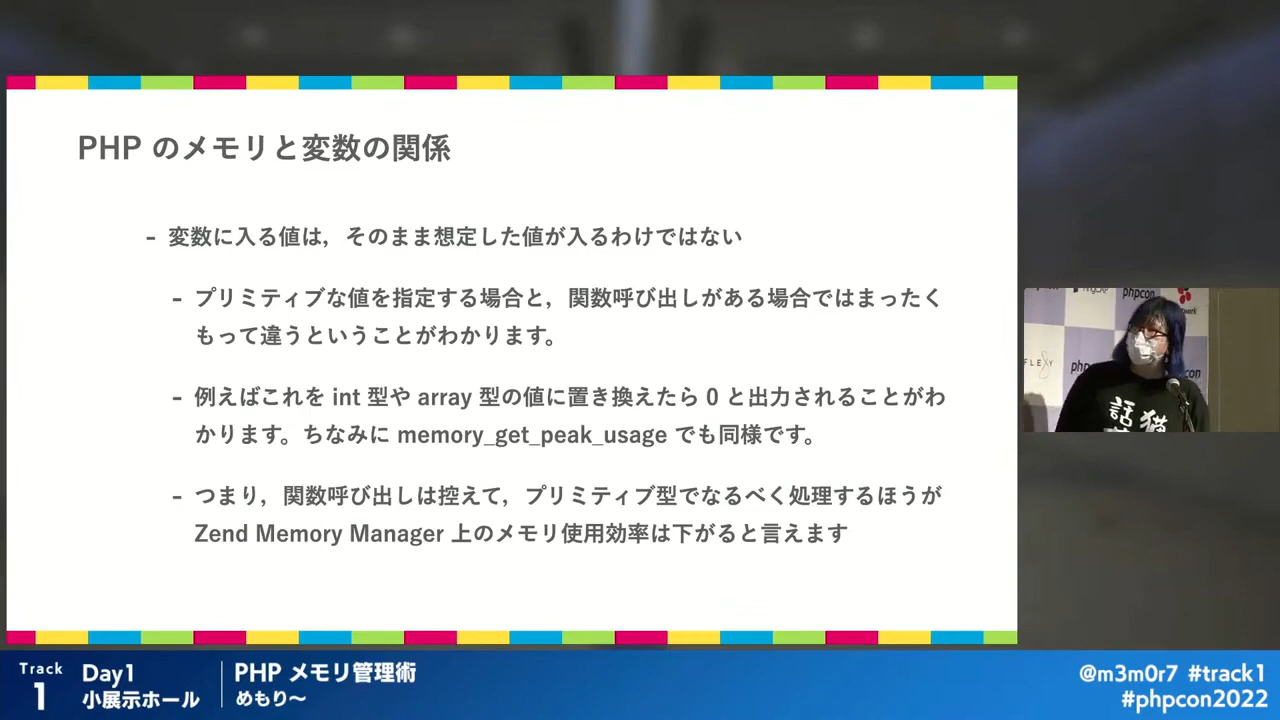 PHP のメモリと変数の関係
- 変数に入る値は，そのまま想定した値が入るわけではない
- プリミティブな値を指定する場合と，関数呼び出しがある場合ではまったく
もって違うということがわかります。
- 例えばこれを int 型や array 型の値に置き換えたら 0 と出力されることがわ
かります。ちなみに memory_get_peak_usage でも同様です。
- つまり，関数呼び出しは控えて，プリミティブ型でなるべく処理するほうが
Zend Memory Manager 上のメモリ使用効率は下がると言えます
phpcon
FLEXY
php
con
話 猫
Track
1
Day1
小展示ホール
PHP メモリ管理術
めもり〜
@m3m0r7 #track1
#phpcon2022